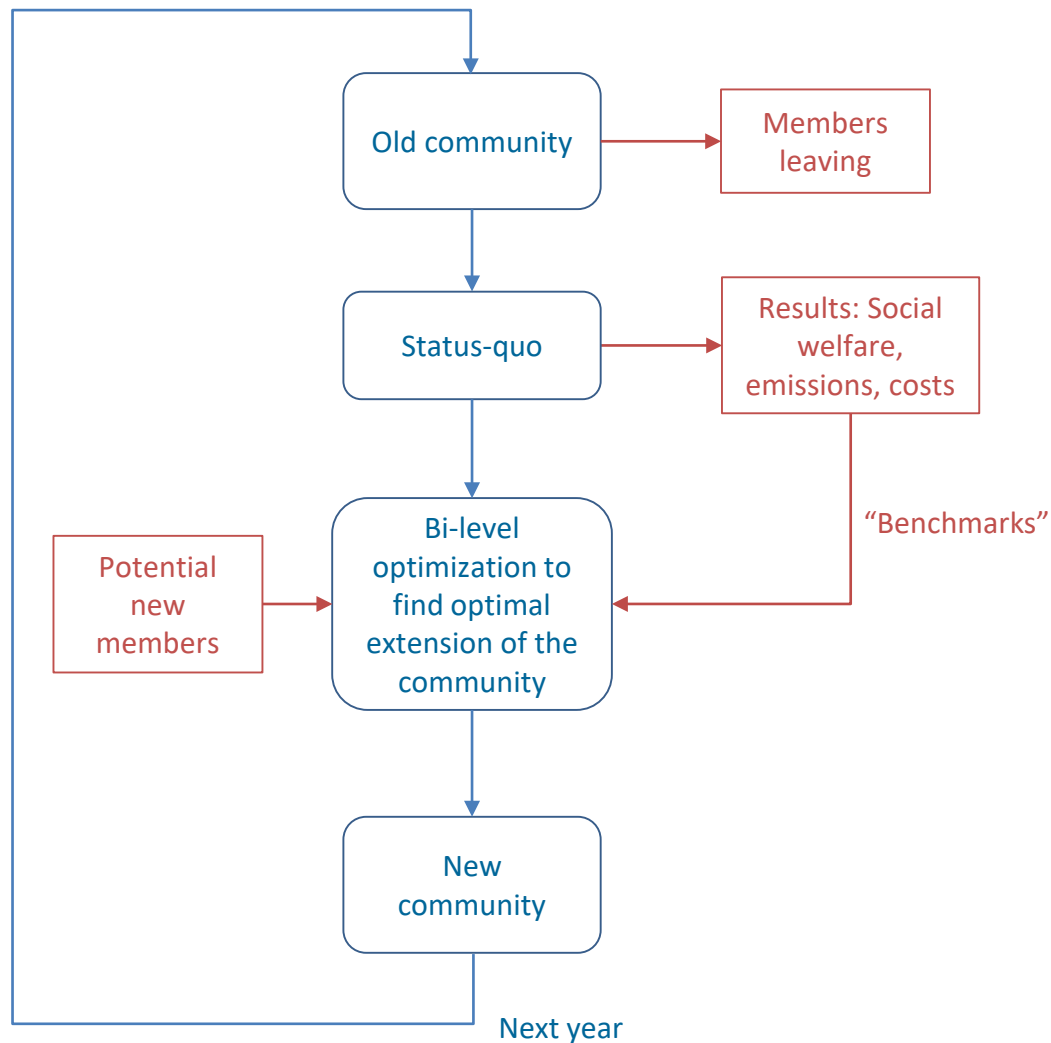 Old community
Members
leaving
Status-quo
Results: Social
welfare,
emissions, costs
“Benchmarks”
Potential
new
members
Bi-level
optimization to
find optimal
extension of the
community
New
community
Next year